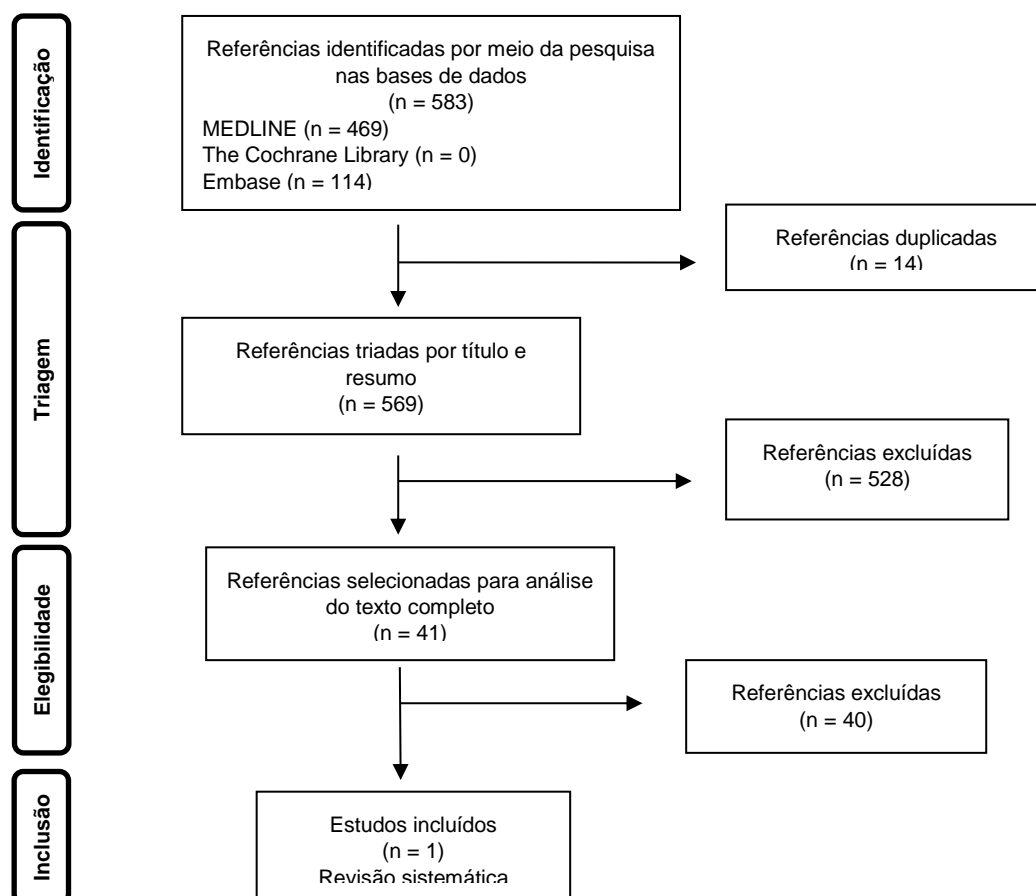 Identificação
Referências identificadas por meio da pesquisa
nas bases de dados
(n = 583)
MEDLINE (n = 469)
The Cochrane Library (n = 0)
Embase (n = 114)
Referências duplicadas
(n = 14)
Triagem
Referências triadas por título e
resumo
(n = 569)
Referências excluídas
(n = 528)
Elegibilidade
Referências selecionadas para análise
do texto completo
(n = 41)
Referências excluídas
(n = 40)
Inclusão
Estudos incluídos
(n = 1)
Revisão sistemática